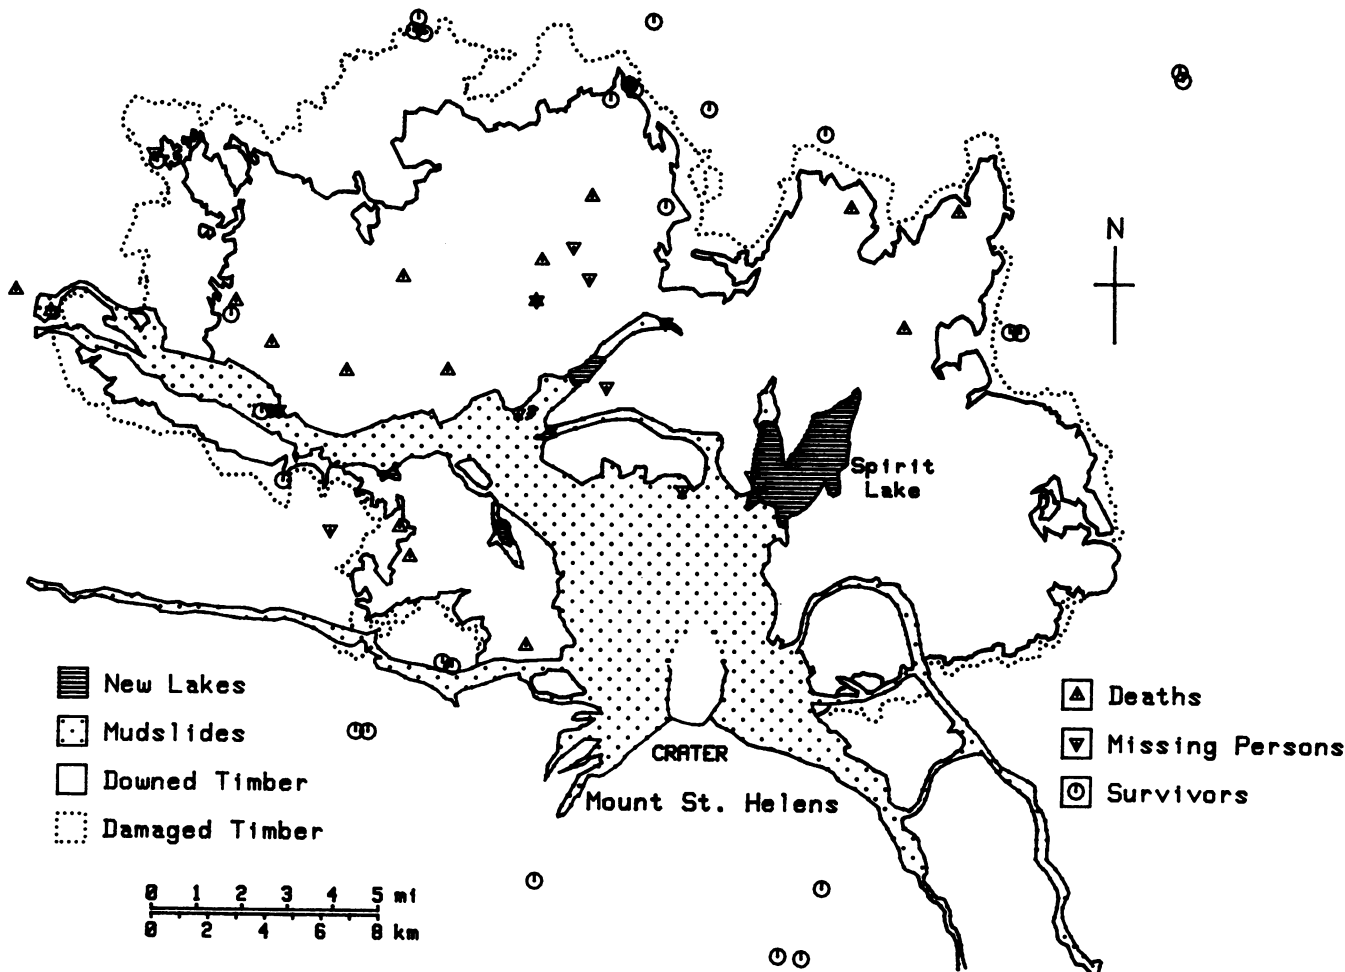 N
Spirit
Lake
New Lakes
Mudslides
Downed Timber
Damaged Timber
Deaths
Missing Persons
Survivors
CRATER
Mount St. Helens
0 1 2 3 4 5 mi
0 2 4 6 8 km